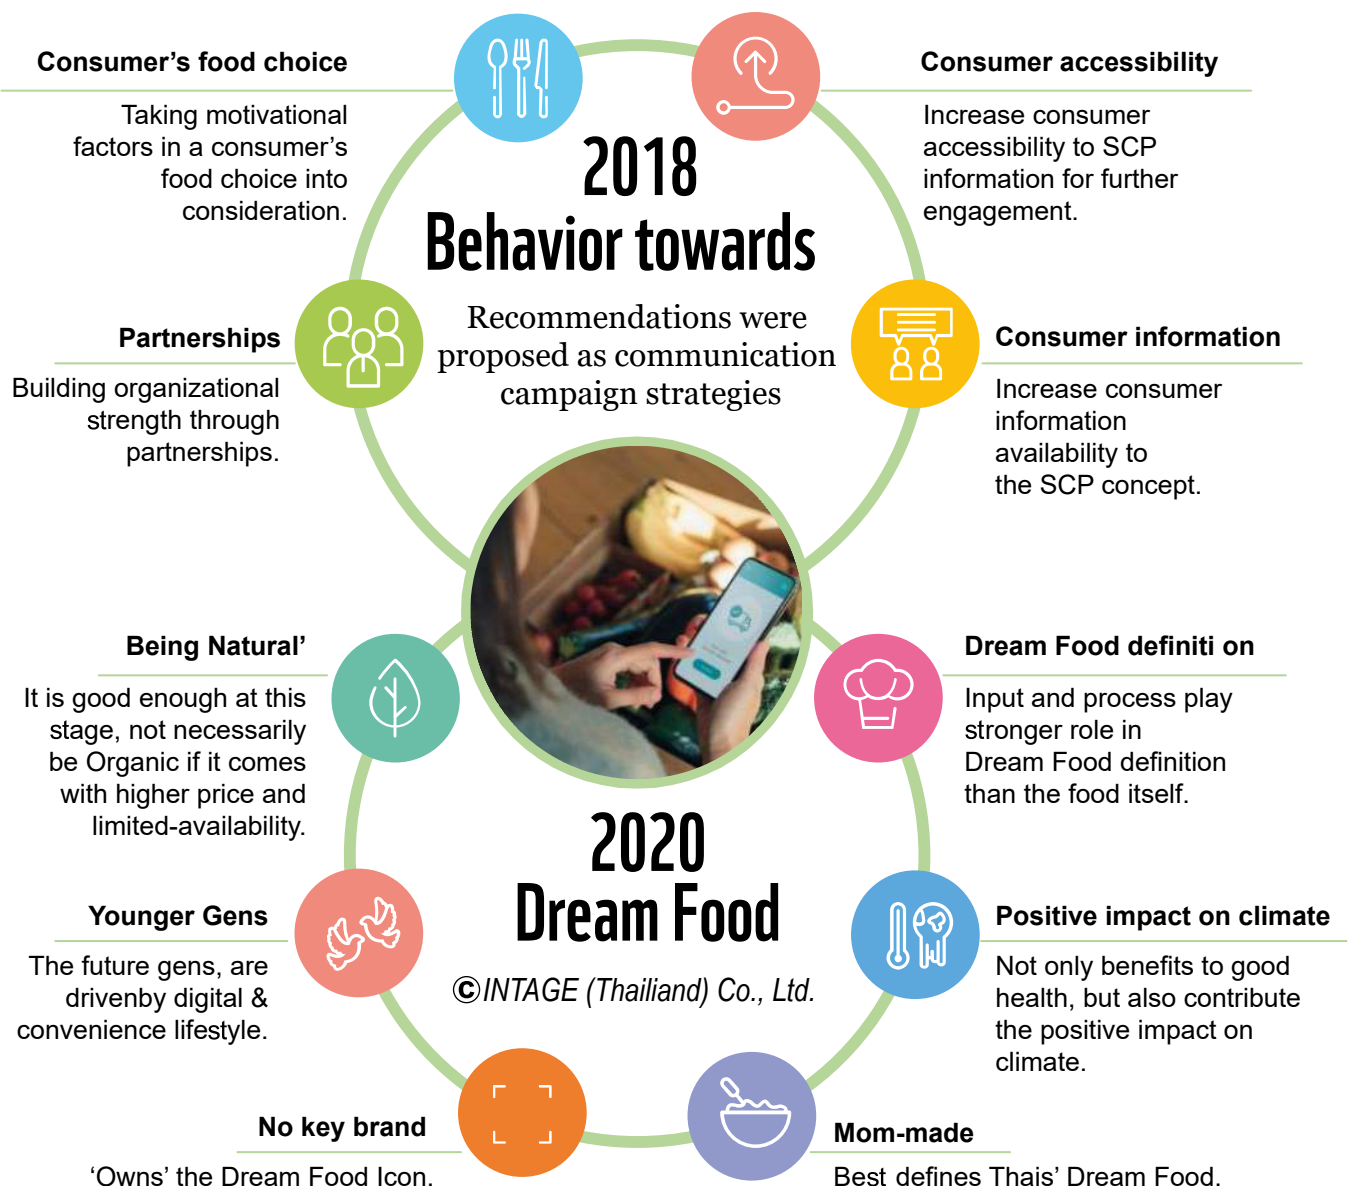 Consumer's food choice
Taking motivational
factors in a consumer's
food choice into
consideration.
Consumer accessibility
Increase consumer
accessibility to SCP
information for further
engagement.
2018
Behavior towards
Recommendations were
proposed as communication
campaign strategies
Partnerships
Building organizational
strength through
partnerships.
Consumer information
Increase consumer
information
availability to
the SCP concept.
Being Natural’
It is good enough at this
stage, not necessarily
be Organic if it comes
with higher price and
limited-availability.
Dream Food definiti on
Input and process play
stronger role in
Dream Food definition
than the food itself.
2020
Dream Food
©INTAGE (Thailiand) Co., Ltd.
Younger Gens
The future gens, are
drivenby digital &
convenience lifestyle.
Positive impact on climate
Not only benefits to good
health, but also contribute
the positive impact on
climate.
No key brand
‘Owns’ the Dream Food Icon.
Mom-made
Best defines Thais’ Dream Food.